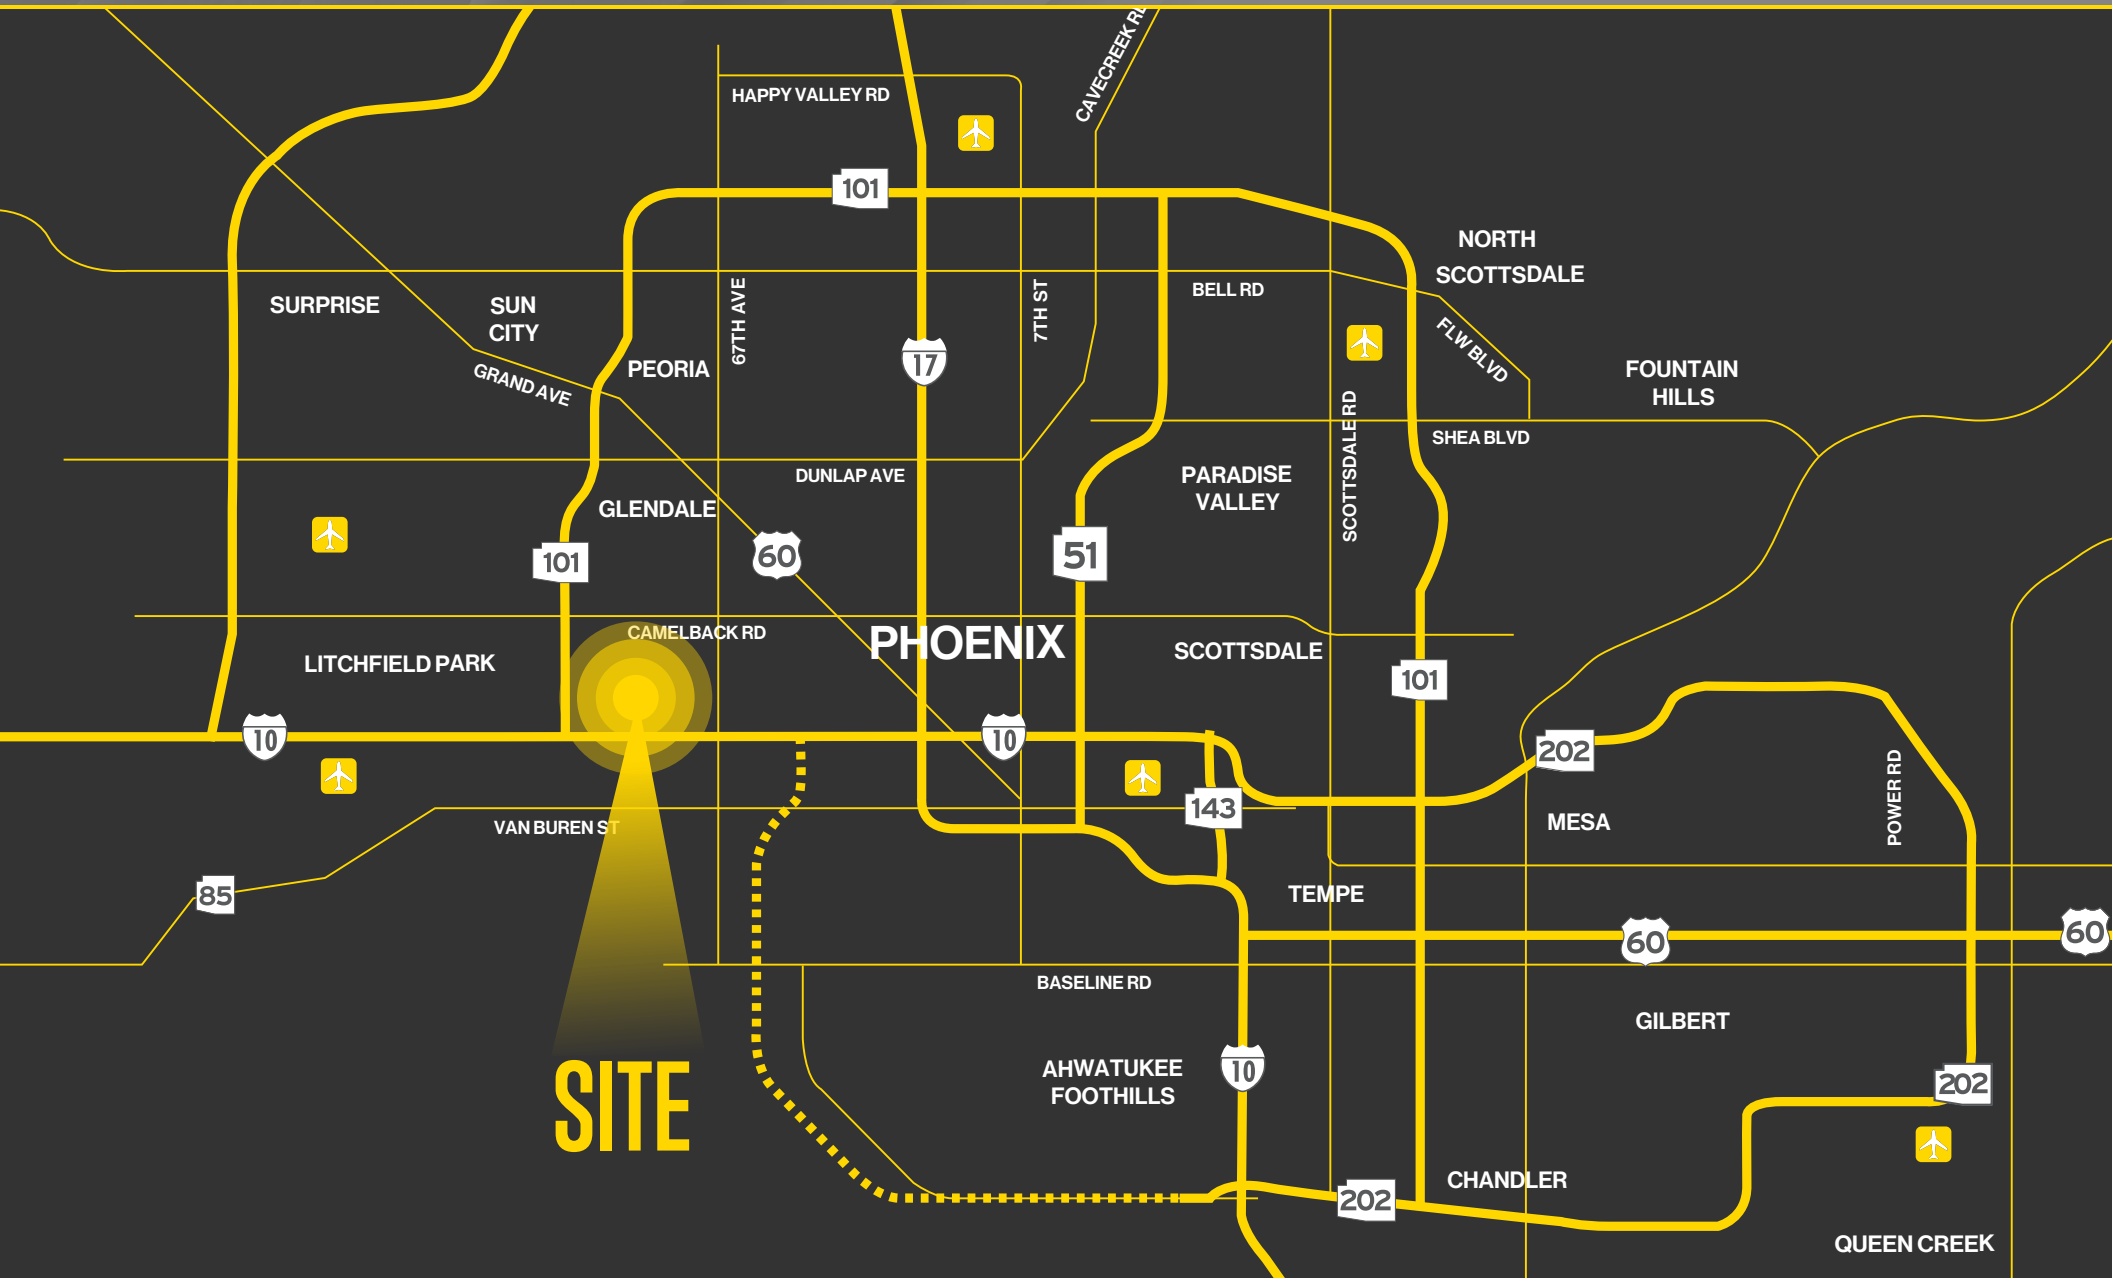 CAVECREEK RD
HAPPY VALLEY RD
101
NORTH
SCOTTSDALE
SURPRISE
SUN
CITY
67TH AVE
7TH ST
BELL RD
FLW BLVD
17
PEORIA
GRAND AVE
FOUNTAIN
HILLS
SCOTTSDALE RD
SHEA BLVD
DUNLAP AVE
PARADISE
VALLEY
GLENDALE
101
60
51
CAMELBACK RD
PHOENIX
SCOTTSDALE
LITCHFIELD PARK
101
10
10
202
143
POWER RD
MESA
VAN BUREN ST
85
TEMPE
60
60
BASELINE RD
GILBERT
AHWATUKEE
FOOTHILLS
10
202
SITE
CHANDLER
202
QUEEN CREEK